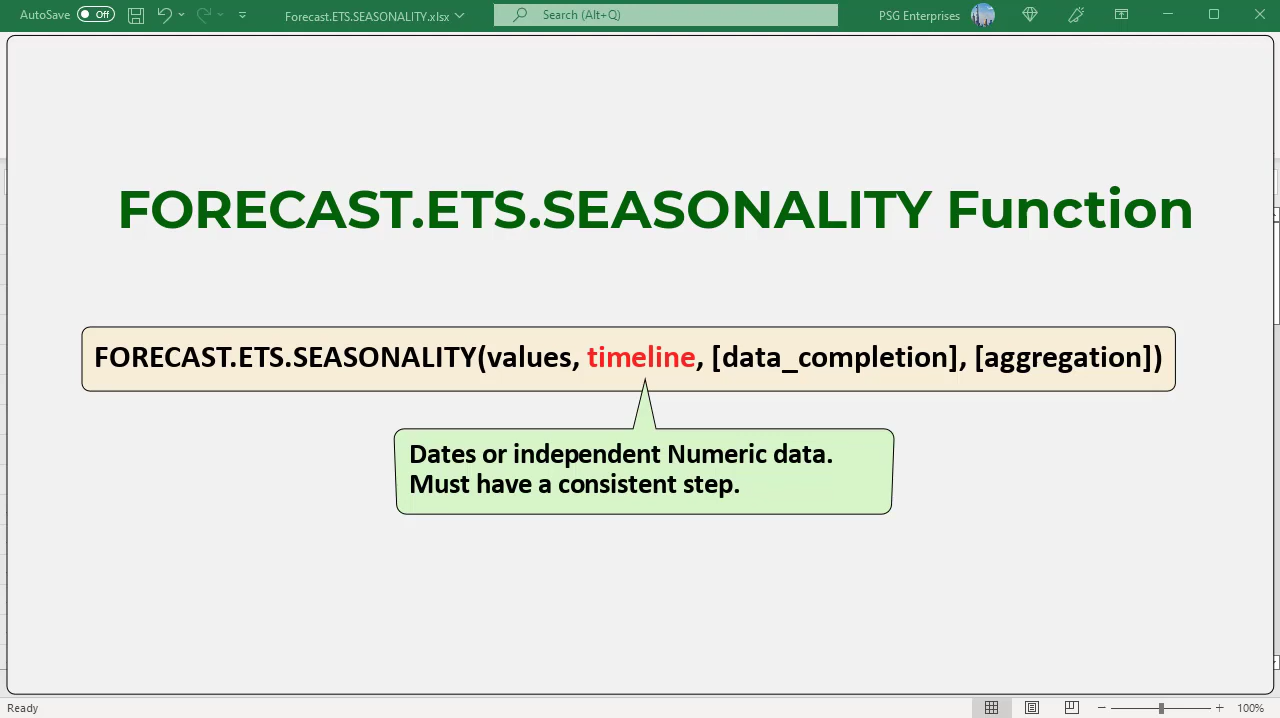 AutoSave Off Forecast.ETS.SEASONALITY.xlsx Search (Alt+Q) PSG Enterprises
FORECAST.ETS.SEASONALITY Function
FORECAST.ETS.SEASONALITY(values, timeline, [data_completion], [aggregation])
Dates or independent Numeric data.
Must have a consistent step.
Ready 100%